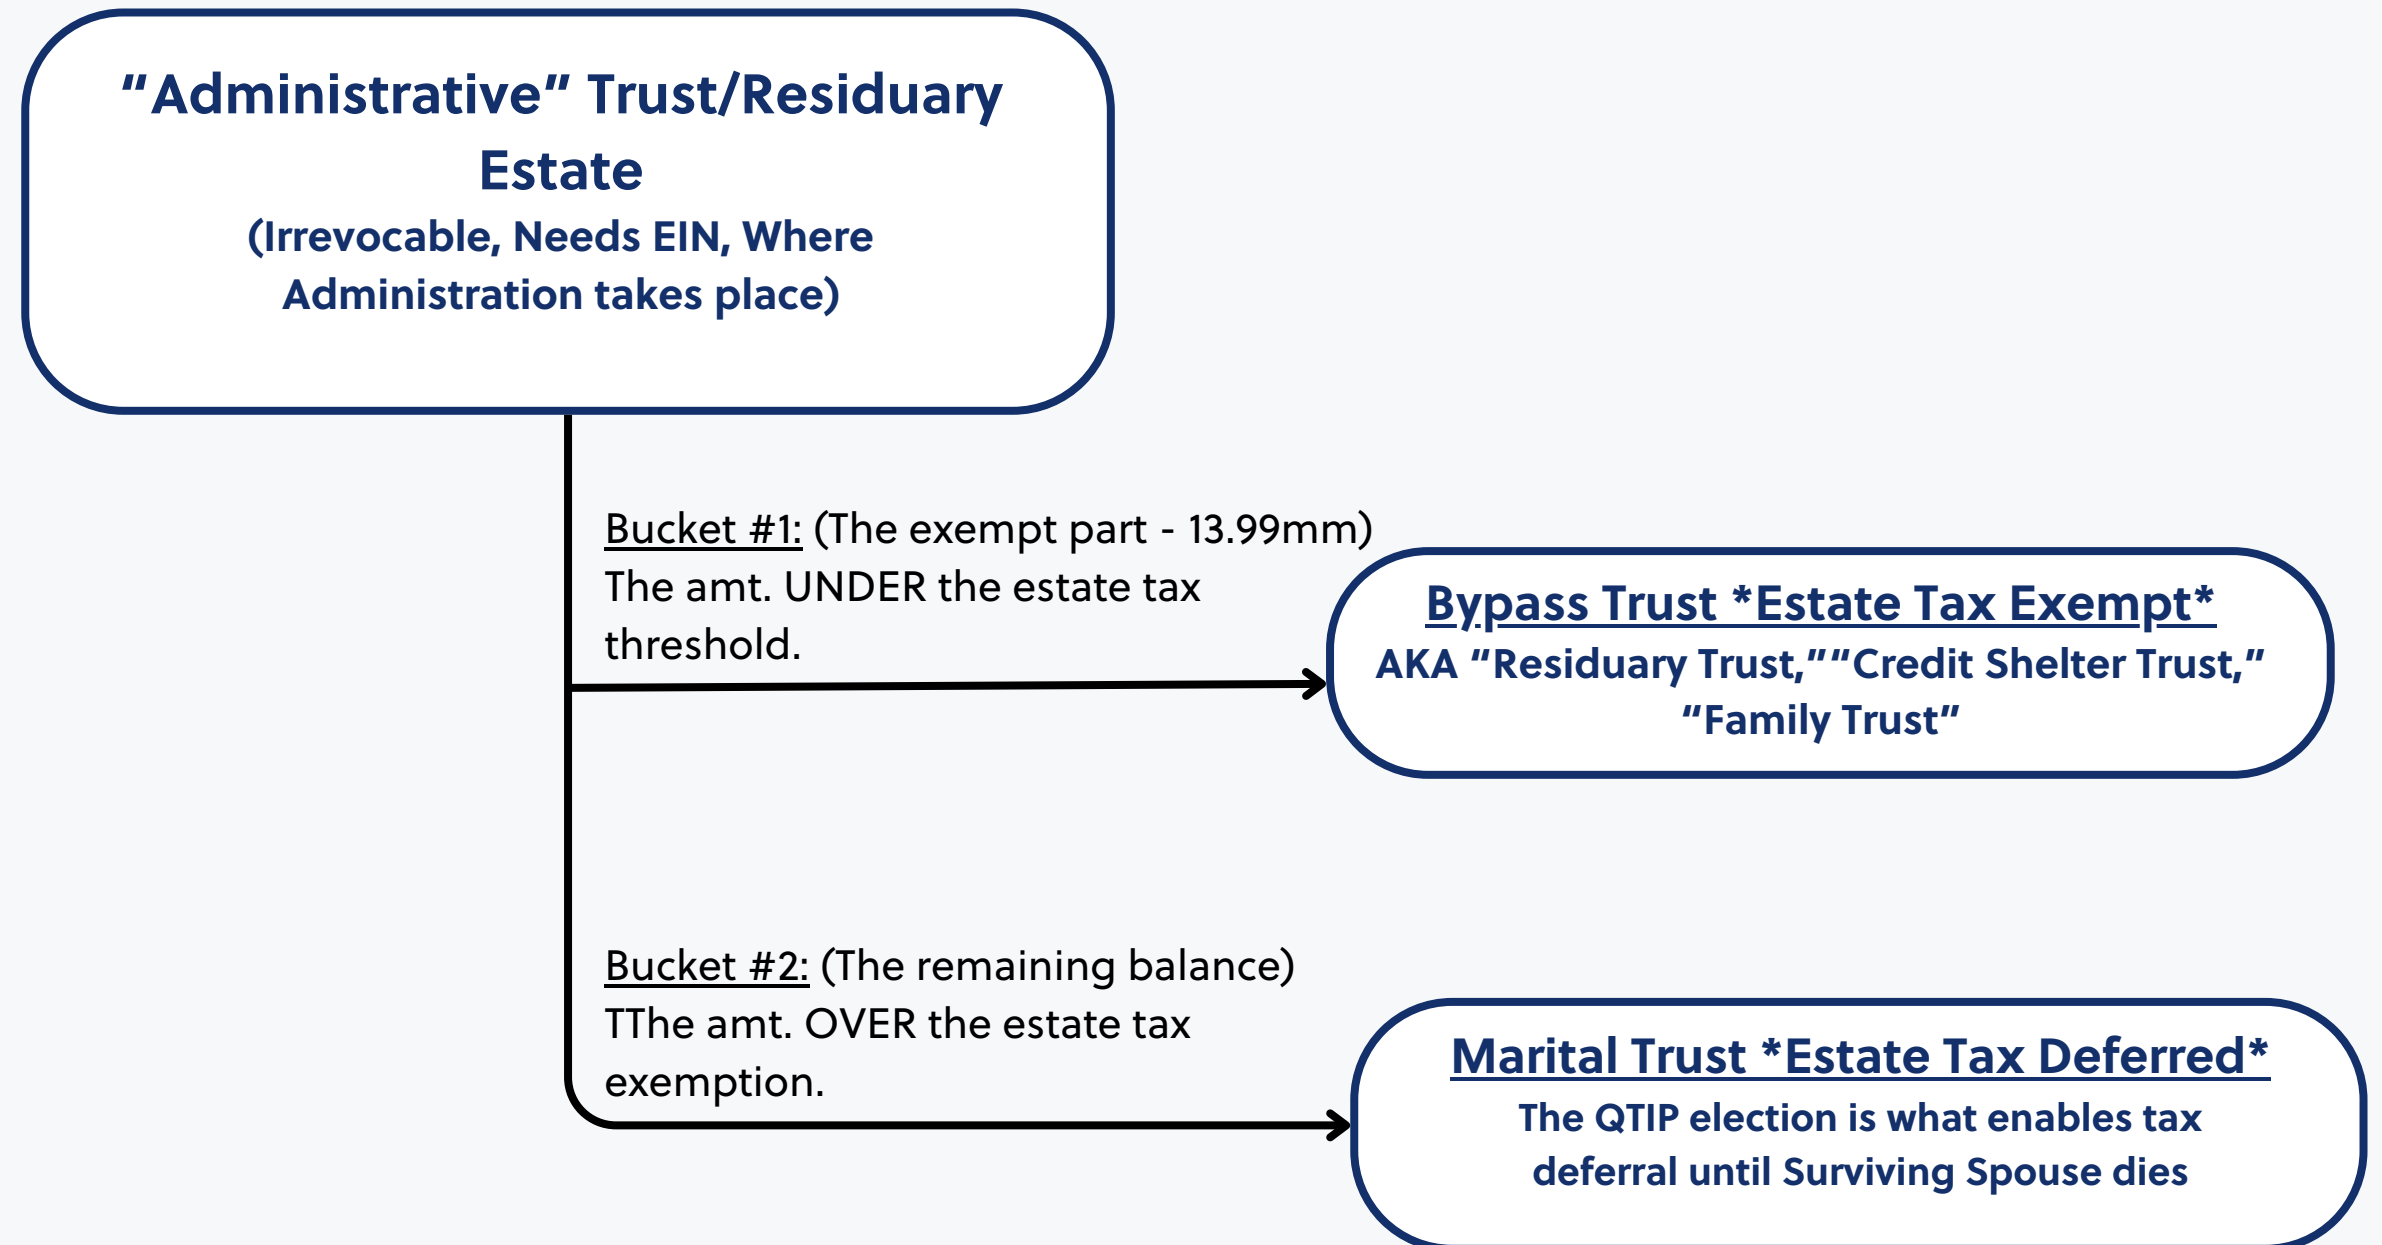 “Administrative” Trust/Residuary
Estate
(Irrevocable, Needs EIN, Where
Administration takes place)
Bucket #1: (The exempt part - 13.99mm)
The amt. UNDER the estate tax
threshold.
Bypass Trust *Estate Tax Exempt*
AKA “Residuary Trust,”“Credit Shelter Trust,”
“Family Trust”
Bucket #2: (The remaining balance)
TThe amt. OVER the estate tax
exemption.
Marital Trust *Estate Tax Deferred*
The QTIP election is what enables tax
deferral until Surviving Spouse dies